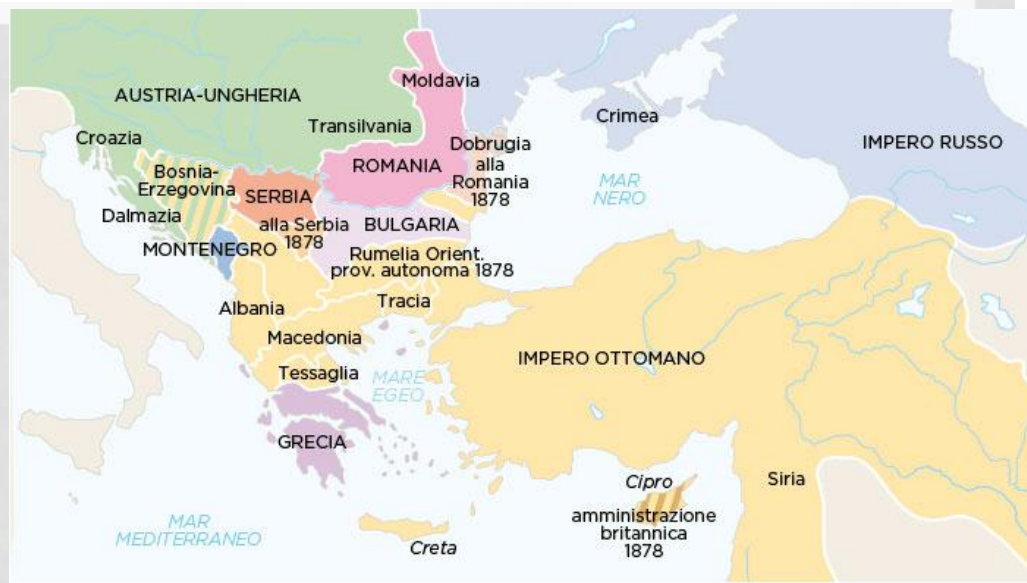 AUSTRIA-UNGHERIA
Croazia
Transilvania
Moldavia
Crimea
IMPERO RUSSO
Bosnia-
Erzegovina
SERBIA
ROMANIA
Dobrugia
alla
Romania
1878
MAR
NERO
Dalmazia
alla Serbia
1878
BULGARIA
MONTENEGRO
Rumelia Orient.
prov. autonoma 1878
Albania
Tracia
Macedonia
IMPERO OTTOMANO
Tessaglia
MARE
EGEO
GRECIA
Cipro
amministrazione
britannica
1878
Siria
MAR
MEDITERRANEO
Creta